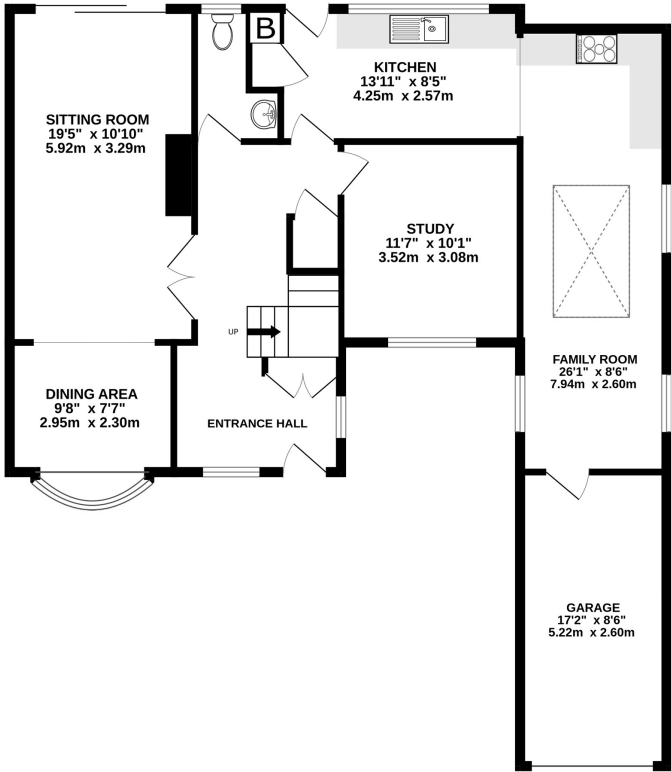 B
KITCHEN
13'11" x 8'5"
4.25m x 2.57m
SITTING ROOM
19'5" x 10'10"
5.92m x 3.29m
STUDY
11'7" x 10'1"
3.52m x 3.08m
UP
FAMILY ROOM
26'1" x 8'6"
7.94m x 2.60m
DINING AREA
9'8" x 7'7"
2.95m x 2.30m
ENTRANCE HALL
GARAGE
17'2" x 8'6"
5.22m x 2.60m